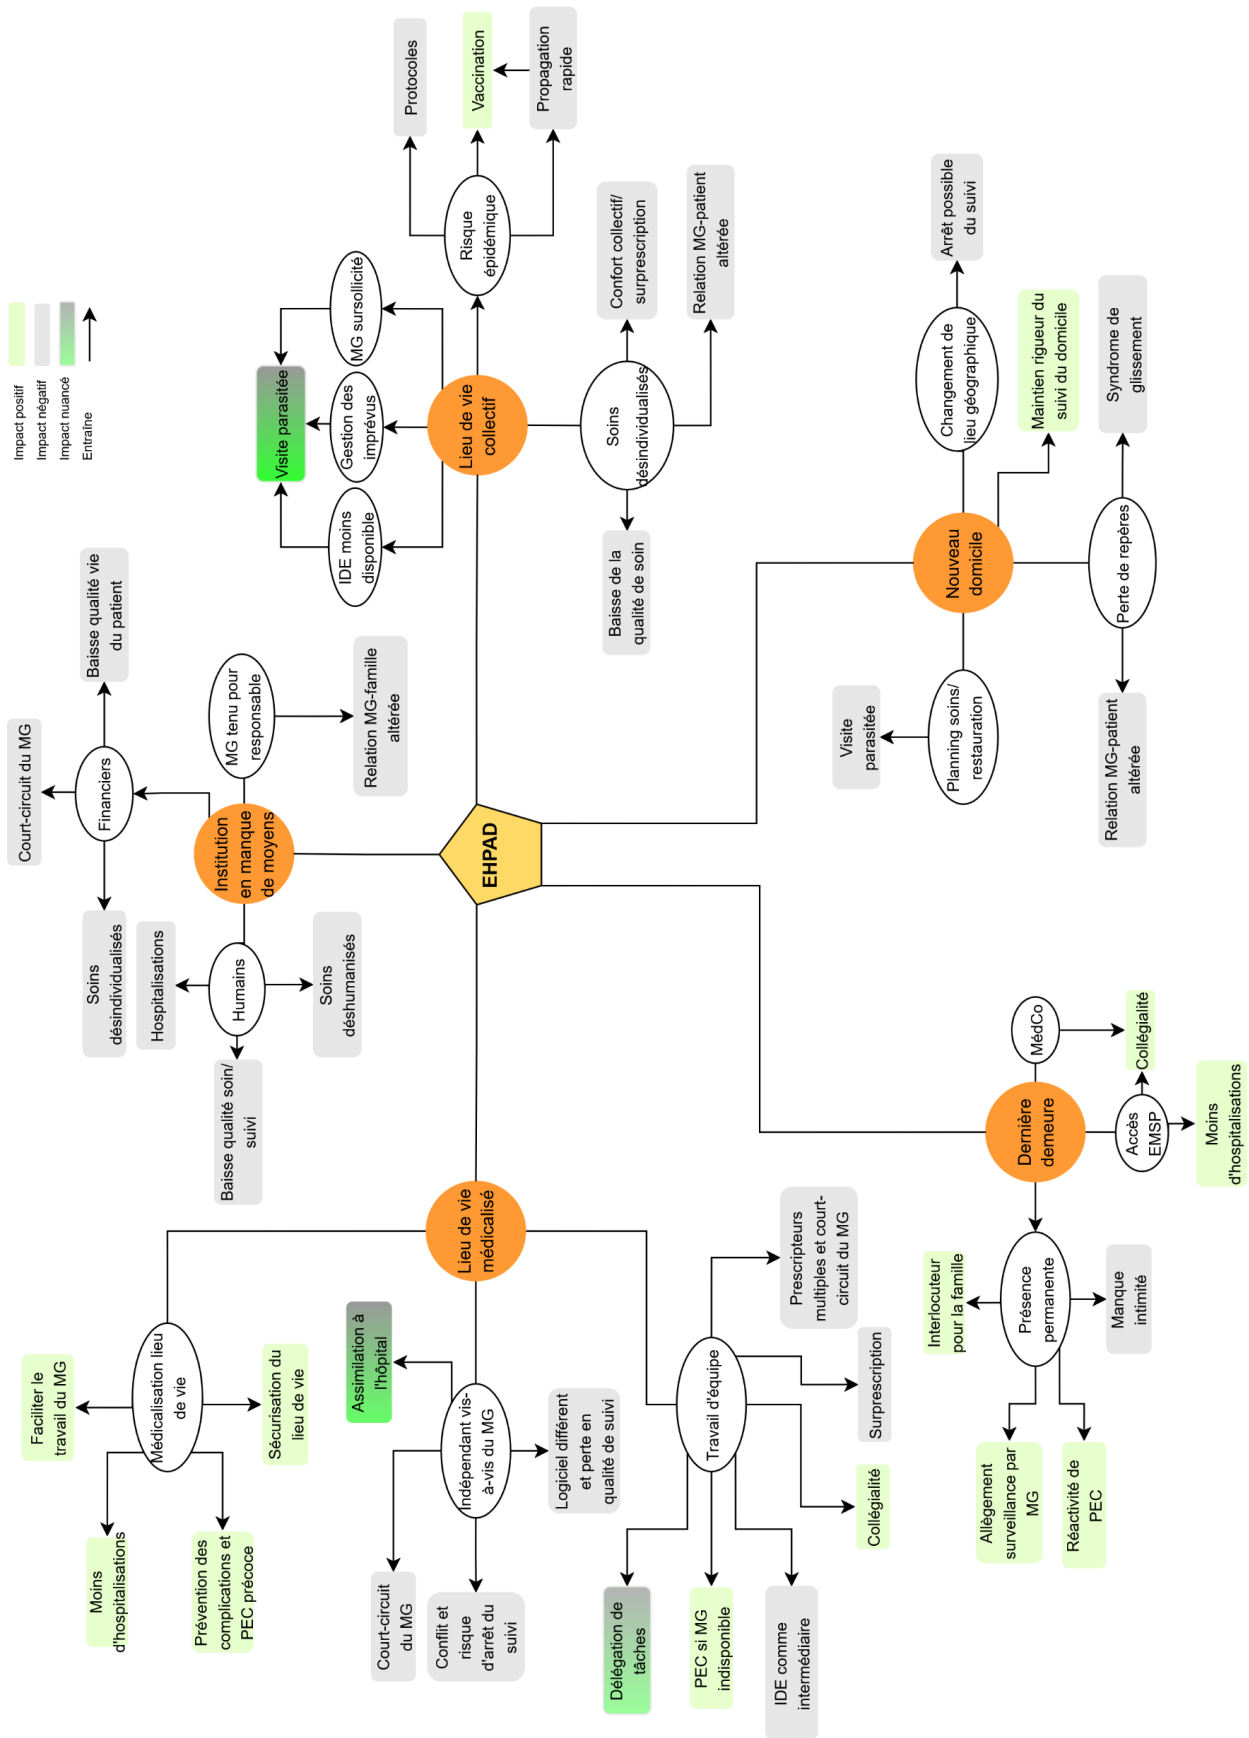 Impact positif
Impact négatif
Impact nuancé
Entraîne
Moins
d'hospitalisations
Faciliter le
travail du MG
Médicalisation lieu
de vie
Prévention des
complications et
PEC précoce
Sécurisation du
lieu de vie
Court-circuit
du MG
Assimilation à
l'hôpital
Indépendant vis-
à-vis du MG
Conflit et
risque
d'arrêt du
suivi
Logiciel différent
et perte en
qualité de suivi
Lieu de vie
médicalisé
Délégation de
tâches
PEC si MG
indisponible
IDE comme
intermédiaire
Travail d'équipe
Collégialité
Surprescription
Prescripteurs
multiples et court-
circuit du MG
Court-circuit du MG
Soins
désindividualisés
Financiers
Baisse qualité vie
du patient
Hospitalisations
Humains
Baisse qualité soin/
suivi
Soins
déshumanisés
Institution
en manque
de moyens
MG tenu pour
responsable
Relation MG-famille
altérée
EHPAD
Visite parasitée
IDE moins
disponible
Gestion des
imprévus
MG sursollicité
Lieu de vie
collectif
Risque
épidémique
Protocoles
Vaccination
Propagation
rapide
Soins
désindividualisés
Baisse de la
qualité de soin
Confort collectif/
surprescription
Relation MG-patient
altérée
Dernière
demeure
MédCo
Accès
EMSP
Collégialité
Moins
d'hospitalisations
Présence
permanente
Interlocuteur
pour la famille
Manque
intimité
Allègement
surveillance par
MG
Réactivité de
PEC
Nouveau
domicile
Visite
parasitée
Planning soins/
restauration
Changement de
lieu géographique
Arrêt possible
du suivi
Maintien rigueur du
suivi du domicile
Perte de repères
Relation MG-patient
altérée
Syndrome de
glissement